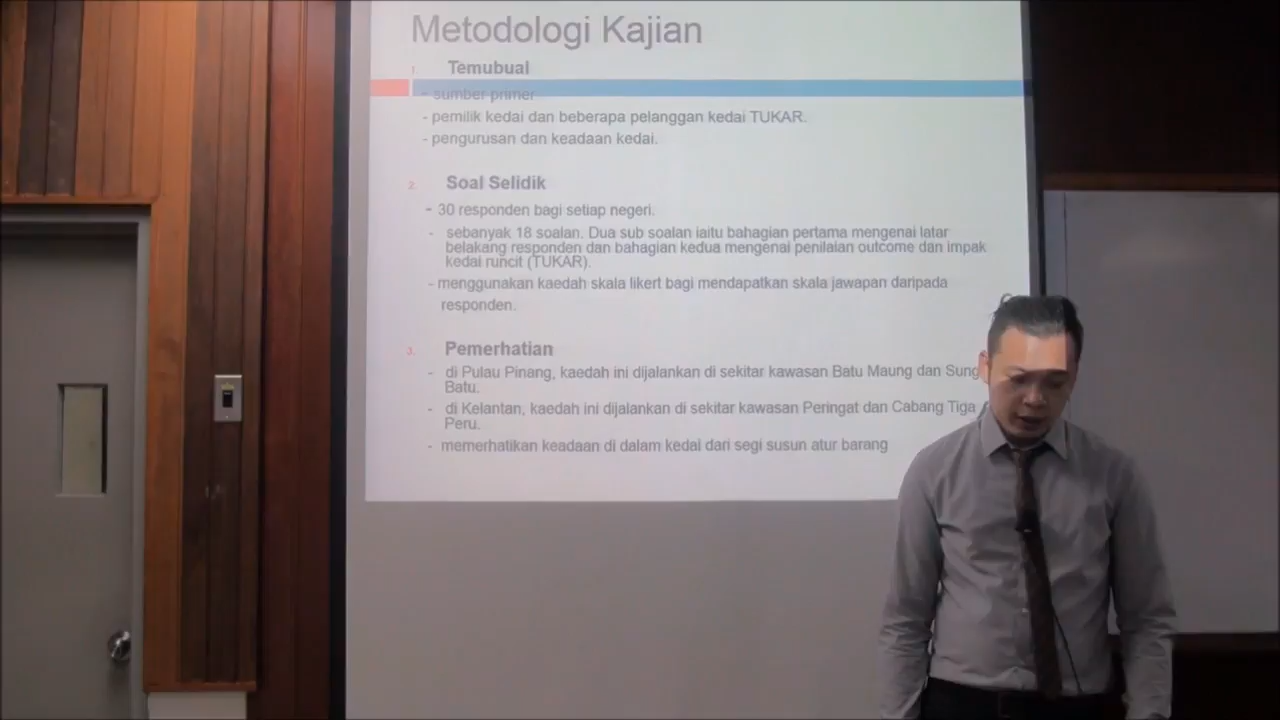 Metodologi Kajian
1. Temubual
- sumber primer
- pemilik kedai dan beberapa pelanggan kedai TUKAR.
- pengurusan dan keadaan kedai.
2. Soal Selidik
- 30 responden bagi setiap negeri.
- sebanyak 18 soalan. Dua sub soalan iaitu bahagian pertama mengenai latar
belakang responden dan bahagian kedua mengenai penilaian outcome dan impak
kedai runcit (TUKAR).
- menggunakan kaedah skala likert bagi mendapatkan skala jawapan daripada
responden.
3. Pemerhatian
- di Pulau Pinang, kaedah ini dijalankan di sekitar kawasan Batu Maung dan
Batu.
- di Kelantan, kaedah ini dijalankan di sekitar kawasan Peringat dan Cabang Tiga
Peru.
- memerhatikan keadaan di dalam kedai dari segi susun atur barang